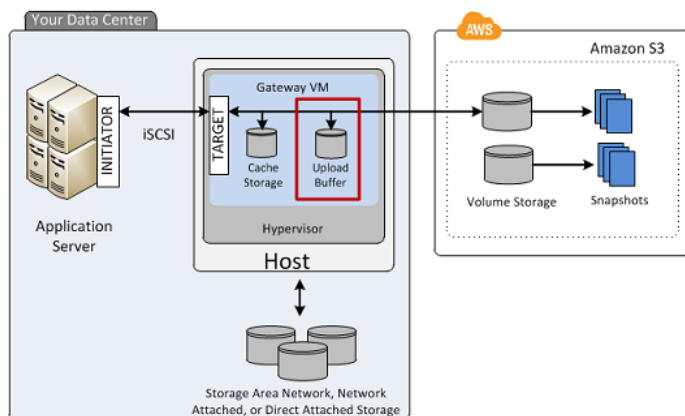 Your Data Center
AWS
Amazon S3
Gateway VM
INITIATOR
iSCSI
TARGET
Cache
Storage
Upload
Buffer
Volume Storage
Snapshots
Application
Server
Hypervisor
Host
Storage Area Network, Network
Attached, or Direct Attached Storage